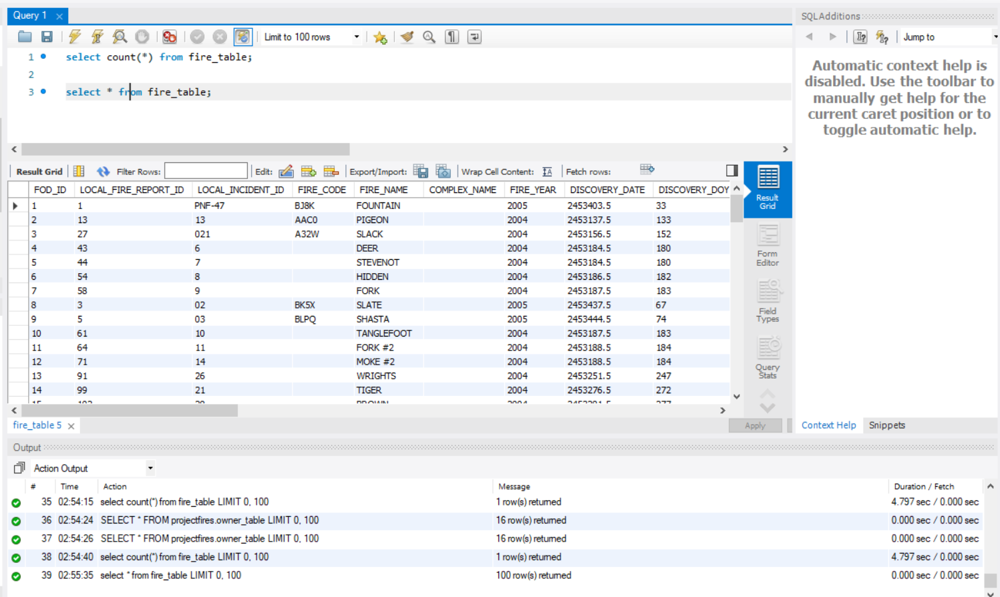 Query 1
SQLAdditions
Limit to 100 rows
Jump to
1 select count(*) from fire_table;
2
3 select * from fire_table;
Automatic context help is
disabled. Use the toolbar to
manually get help for the
current caret position or to
toggle automatic help.
Result Grid Filter Rows: Edit: Export/Import: Wrap Cell Content: Fetch rows:
FOD_ID LOCAL_FIRE_REPORT_ID LOCAL_INCIDENT_ID FIRE_CODE FIRE_NAME COMPLEX_NAME FIRE_YEAR DISCOVERY_DATE DISCOVERY_DOY
1 1 PNF-47 BJ8K FOUNTAIN 2005 2453403.5 33
2 13 13 AAC0 PIGEON 2004 2453137.5 133
3 27 021 A32W SLACK 2004 2453156.5 152
4 43 6 DEER 2004 2453184.5 180
5 44 7 STEVENOT 2004 2453184.5 180
6 54 8 HIDDEN 2004 2453186.5 182
7 58 9 FORK 2004 2453187.5 183
8 3 02 BK5X SLATE 2005 2453437.5 67
9 5 03 BLPQ SHASTA 2005 2453444.5 74
10 61 10 TANGLEFOOT 2004 2453187.5 183
11 64 11 FORK #2 2004 2453188.5 184
12 71 14 MOKE #2 2004 2453188.5 184
13 91 26 WRIGHTS 2004 2453251.5 247
14 99 21 TIGER 2004 2453276.5 272
Result
Grid
Form
Editor
Field
Types
Query
Stats
fire_table 5
Apply
Context Help Snippets
Output
Action Output
# Time Action Message Duration / Fetch
35 02:54:15 select count(*) from fire_table LIMIT 0, 100 1 row(s) returned 4.797 sec / 0.000 sec
36 02:54:24 SELECT * FROM projectfires.owner_table LIMIT 0, 100 16 row(s) returned 0.000 sec / 0.000 sec
37 02:54:26 SELECT * FROM projectfires.owner_table LIMIT 0, 100 16 row(s) returned 0.000 sec / 0.000 sec
38 02:54:40 select count(*) from fire_table LIMIT 0, 100 1 row(s) returned 4.797 sec / 0.000 sec
39 02:55:35 select * from fire_table LIMIT 0, 100 100 row(s) returned 0.000 sec / 0.000 sec